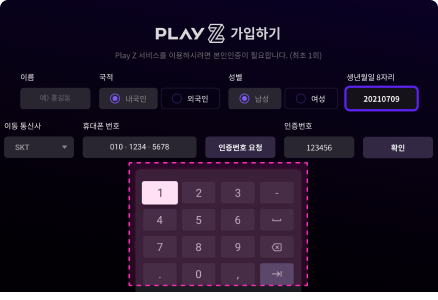 PLAY Z 가입하기
Play Z 서비스를 이용하시려면 본인인증이 필요합니다. (최초 1회)
이름 국적 성별 생년월일 8자리
예) 홍길동 내국인 외국인 남성 여성 20210709
이동 통신사 휴대폰 번호 인증번호
SKT 010 - 1234 - 5678 인증번호 요청 123456 확인
1 2 3 -
4 5 6
7 8 9
. 0 ,